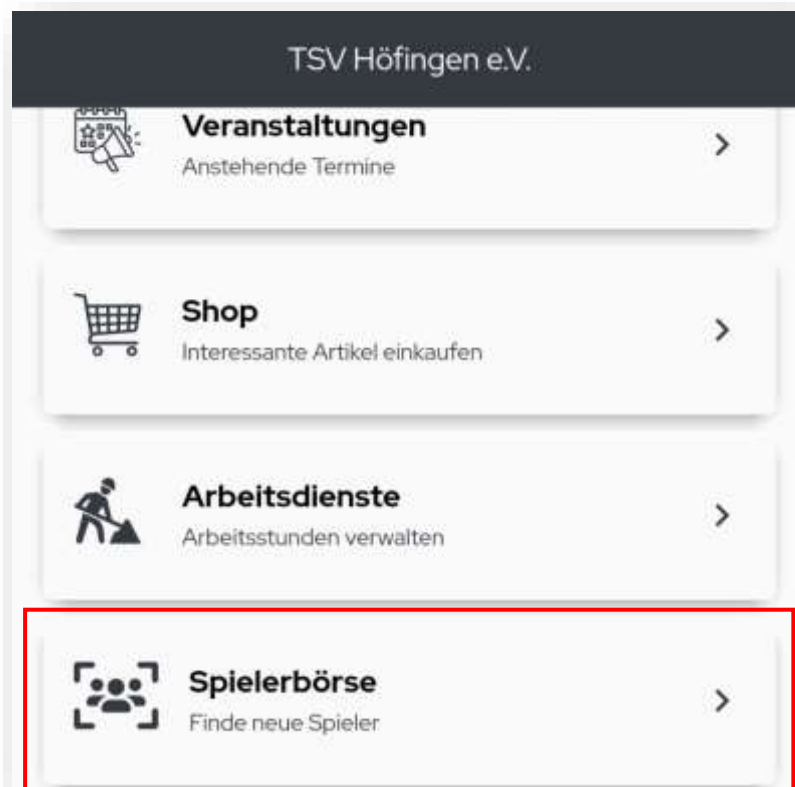 TSV Höfingen e.V.
Veranstaltungen
Anstehende Termine
Shop
Interessante Artikel einkaufen
Arbeitsdienste
Arbeitsstunden verwalten
Spielerbörse
Finde neue Spieler